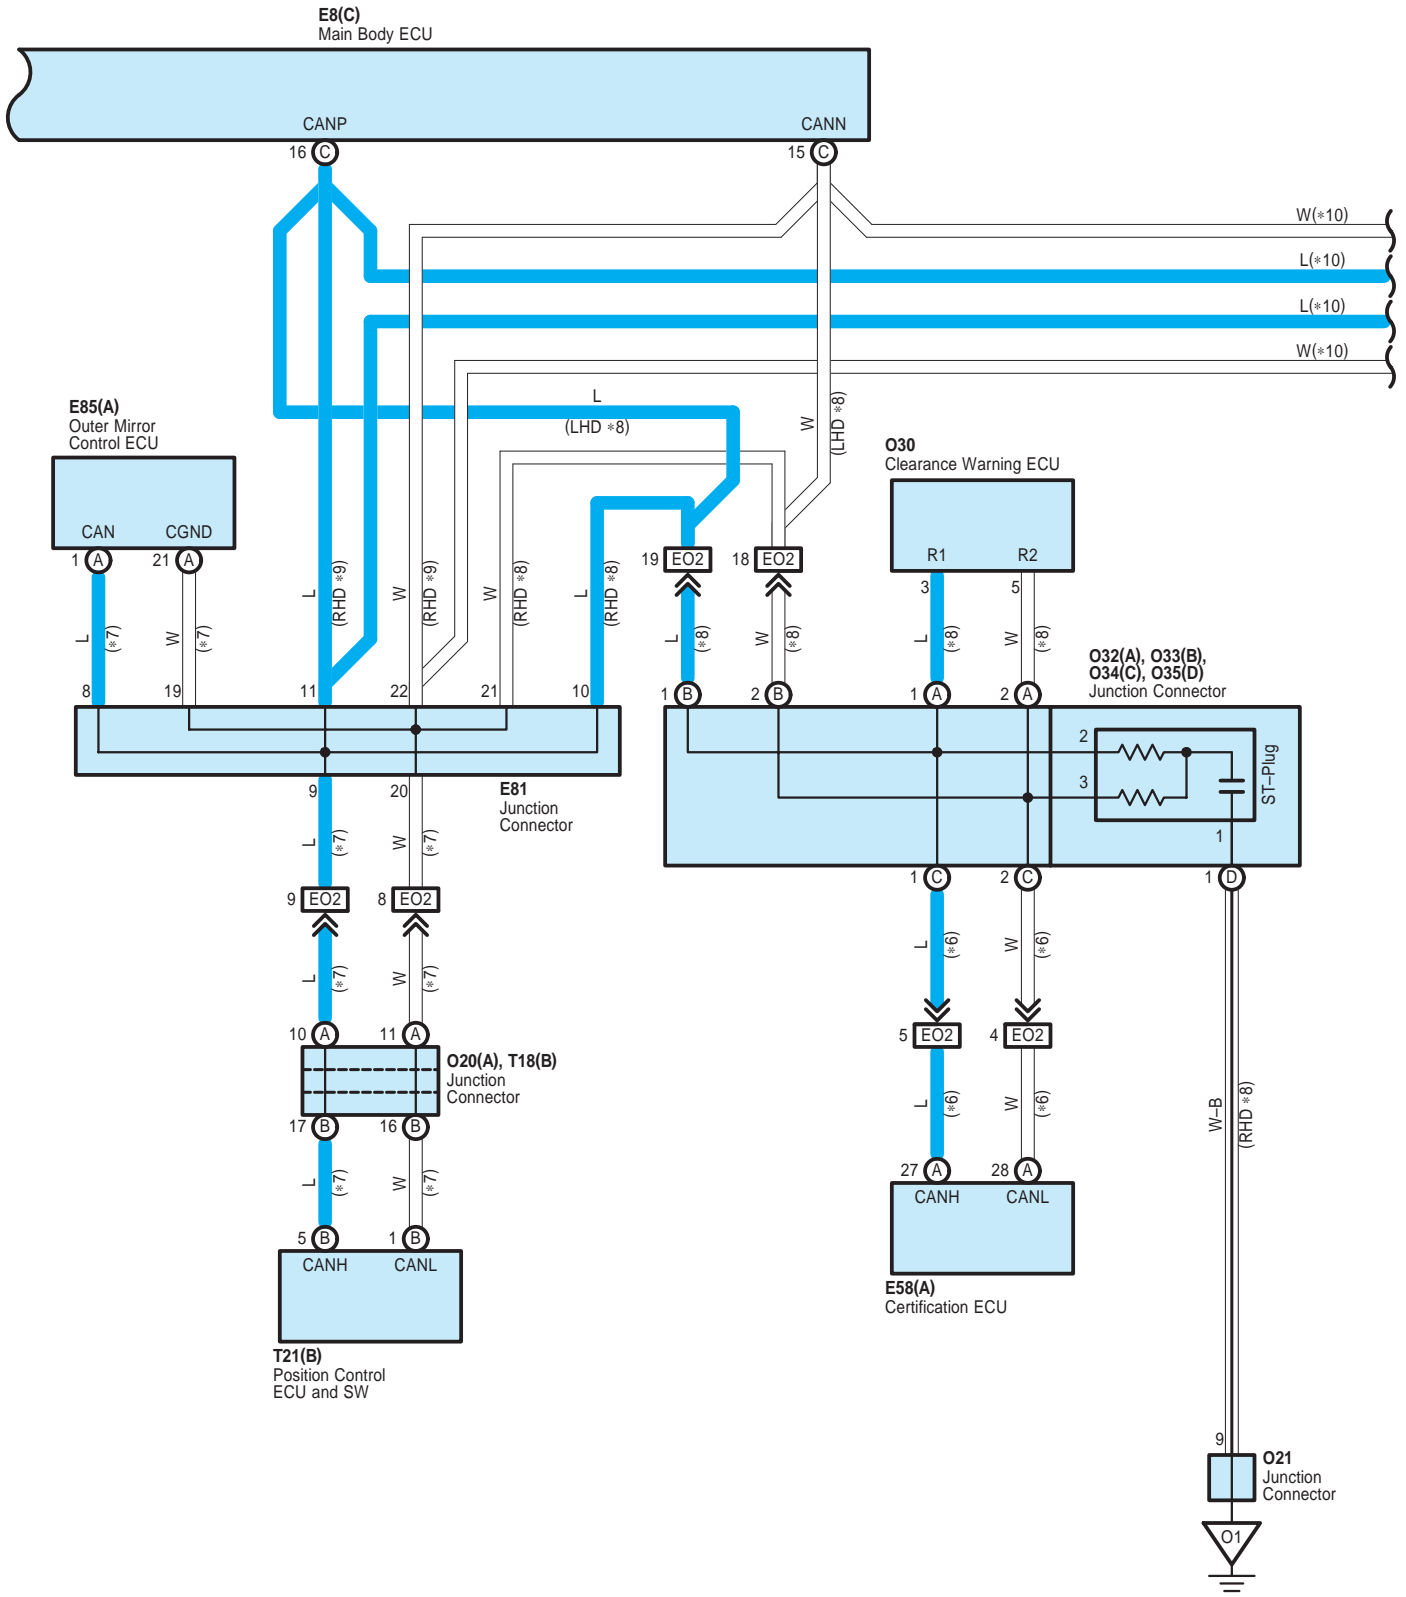 E8(C)
Main Body ECU
CANP
CANN
16 C
15 C
W(*10)
L(*10)
L(*10)
W(*10)
L
(LHD *8)
W
(LHD *8)
E85(A)
Outer Mirror
Control ECU
CAN
CGND
1 A
21 A
O30
Clearance Warning ECU
R1
R2
3
5
19 EO2
18 EO2
L
(*7)
W
(*7)
L
(RHD *9)
W
(RHD *9)
W
(RHD *8)
L
(RHD *8)
L
(*8)
W
(*8)
L
(*8)
W
(*8)
O32(A), O33(B),
O34(C), O35(D)
Junction Connector
8
19
11
22
21
10
1 B
2 B
1 A
2 A
2
3
ST–Plug
1
E81
Junction
Connector
9
20
L
(*7)
W
(*7)
1 C
2 C
1 D
9 EO2
8 EO2
L
(*6)
W
(*6)
L
(*7)
W
(*7)
10 A
11 A
5 EO2
4 EO2
O20(A), T18(B)
Junction
Connector
L
(*6)
W
(*6)
W–B
(RHD *8)
17 B
16 B
L
(*7)
W
(*7)
27 A
28 A
CANH
CANL
5 B
1 B
CANH
CANL
E58(A)
Certification ECU
T21(B)
Position Control
ECU and SW
9
O21
Junction
Connector
O1